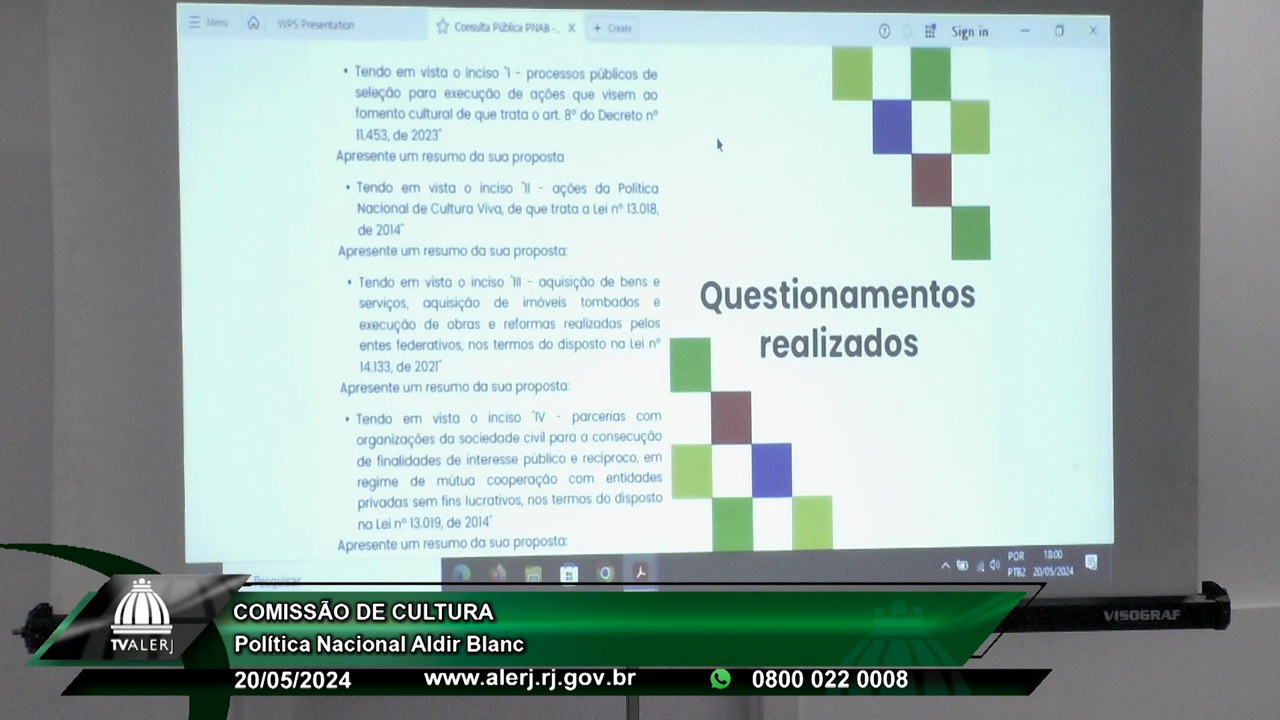 Menu
WPS Presentation
Consulta Pública PNAB -..
Create
Sign in
• Tendo em vista o inciso "I - processos públicos de
seleção para execução de ações que visem ao
fomento cultural de que trata o art. 8º do Decreto nº
11.453, de 2023"
Apresente um resumo da sua proposta
• Tendo em vista o inciso "II - ações da Política
Nacional de Cultura Viva, de que trata a Lei nº 13.018,
de 2014"
Apresente um resumo da sua proposta:
• Tendo em vista o inciso "III - aquisição de bens e
serviços, aquisição de imóveis tombados e
execução de obras e reformas realizadas pelos
entes federativos, nos termos do disposto na Lei nº
14.133, de 2021"
Apresente um resumo da sua proposta:
• Tendo em vista o inciso "IV - parcerias com
organizações da sociedade civil para a consecução
de finalidades de interesse público e recíproco, em
regime de mútua cooperação com entidades
privadas sem fins lucrativos, nos termos do disposto
na Lei nº 13.019, de 2014"
Apresente um resumo da sua proposta:
Questionamentos
realizados
Pesquisar
POR
PTB2
18:00
20/05/2024
VISOGRAF
TVALERJ
COMISSÃO DE CULTURA
Política Nacional Aldir Blanc
20/05/2024
www.alerj.rj.gov.br
0800 022 0008